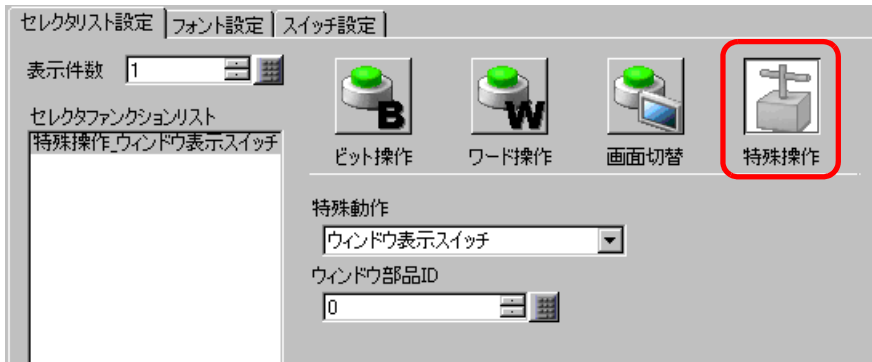 セレクタリスト設定 フォント設定 スイッチ設定
表示件数 1
セレクタファンクションリスト
特殊操作_ウィンドウ表示スイッチ
B W
ビット操作 ワード操作 画面切替 特殊操作
特殊動作
ウィンドウ表示スイッチ
ウィンドウ部品ID
0